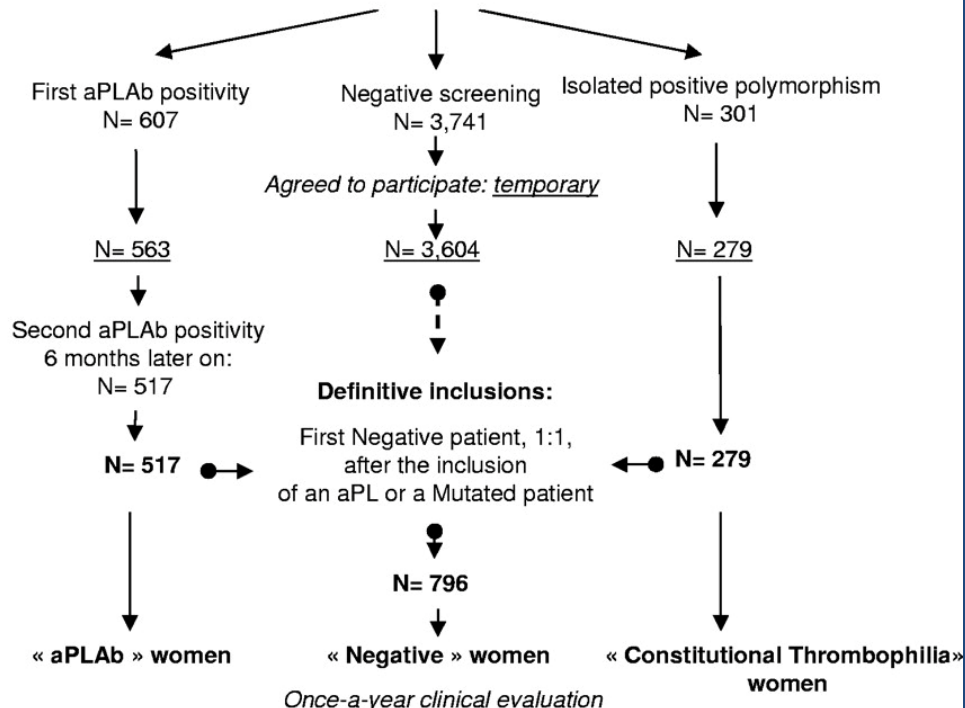 First aPLAb positivity
N= 607
Negative screening
N= 3,741
Isolated positive polymorphism
N= 301
Agreed to participate: temporary
N= 563
N= 3,604
N= 279
Second aPLAb positivity
6 months later on:
N= 517
Definitive inclusions:
First Negative patient, 1:1,
after the inclusion
of an aPL or a Mutated patient
N= 517
N= 279
N= 796
« aPLAb » women
« Negative » women
« Constitutional Thrombophilia»
women
Once-a-year clinical evaluation